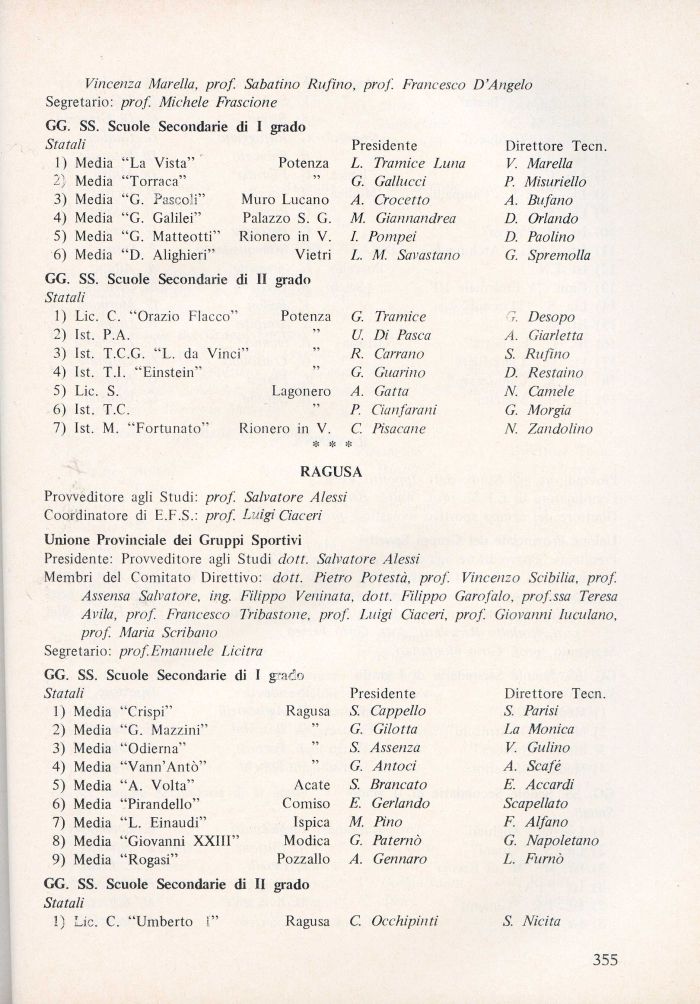 Vincenza Marella, prof. Sabatino Rufino, prof. Francesco D'Angelo
Segretario: prof. Michele Frascione
GG. SS. Scuole Secondarie di I grado
Statali Presidente Direttore Tecn.
1) Media “La Vista” Potenza L. Tramice Luna V. Marella
2) Media “Torraca” ” G. Gallucci P. Misuriello
3) Media “G. Pascoli” Muro Lucano A. Crocetto A. Bufano
4) Media “G. Galilei” Palazzo S. G. M. Giannandrea D. Orlando
5) Media “G. Matteotti” Rionero in V. I. Pompei D. Paolino
6) Media “D. Alighieri” Vietri L. M. Savastano G. Spremolla
GG. SS. Scuole Secondarie di II grado
Statali
1) Lic. C. “Orazio Flacco” Potenza G. Tramice G. Desopo
2) Ist. P.A. ” U. Di Pasca A. Giarletta
3) Ist. T.C.G. “L. da Vinci” ” R. Carrano S. Rufino
4) Ist. T.I. “Einstein” ” G. Guarino D. Restaino
5) Lic. S. Lagonero A. Gatta N. Camele
6) Ist. T.C. ” P. Cianfarani G. Morgia
7) Ist. M. “Fortunato” Rionero in V. C. Pisacane N. Zandolino
* * *
RAGUSA
Provveditore agli Studi: prof. Salvatore Alessi
Coordinatore di E.F.S.: prof. Luigi Ciaceri
Unione Provinciale dei Gruppi Sportivi
Presidente: Provveditore agli Studi dott. Salvatore Alessi
Membri del Comitato Direttivo: dott. Pietro Potestà, prof. Vincenzo Scibilia, prof.
Assensa Salvatore, ing. Filippo Veninata, dott. Filippo Garofalo, prof.ssa Teresa
Avila, prof. Francesco Tribastone, prof. Luigi Ciaceri, prof. Giovanni Iuculano,
prof. Maria Scribano
Segretario: prof.Emanuele Licitra
GG. SS. Scuole Secondarie di I grado
Statali Presidente Direttore Tecn.
1) Media “Crispi” Ragusa S. Cappello S. Parisi
2) Media “G. Mazzini” ” G. Gilotta La Monica
3) Media “Odierna” ” S. Assenza V. Gulino
4) Media “Vann'Antò” ” G. Antoci A. Scafé
5) Media “A. Volta” Acate S. Brancato E. Accardi
6) Media “Pirandello” Comiso E. Gerlando Scapellato
7) Media “L. Einaudi” Ispica M. Pino F. Alfano
8) Media “Giovanni XXIII” Modica G. Paternò G. Napoletano
9) Media “Rogasi” Pozzallo A. Gennaro L. Furnò
GG. SS. Scuole Secondarie di II grado
Statali
1) Lic. C. “Umberto I” Ragusa C. Occhipinti S. Nicita
355